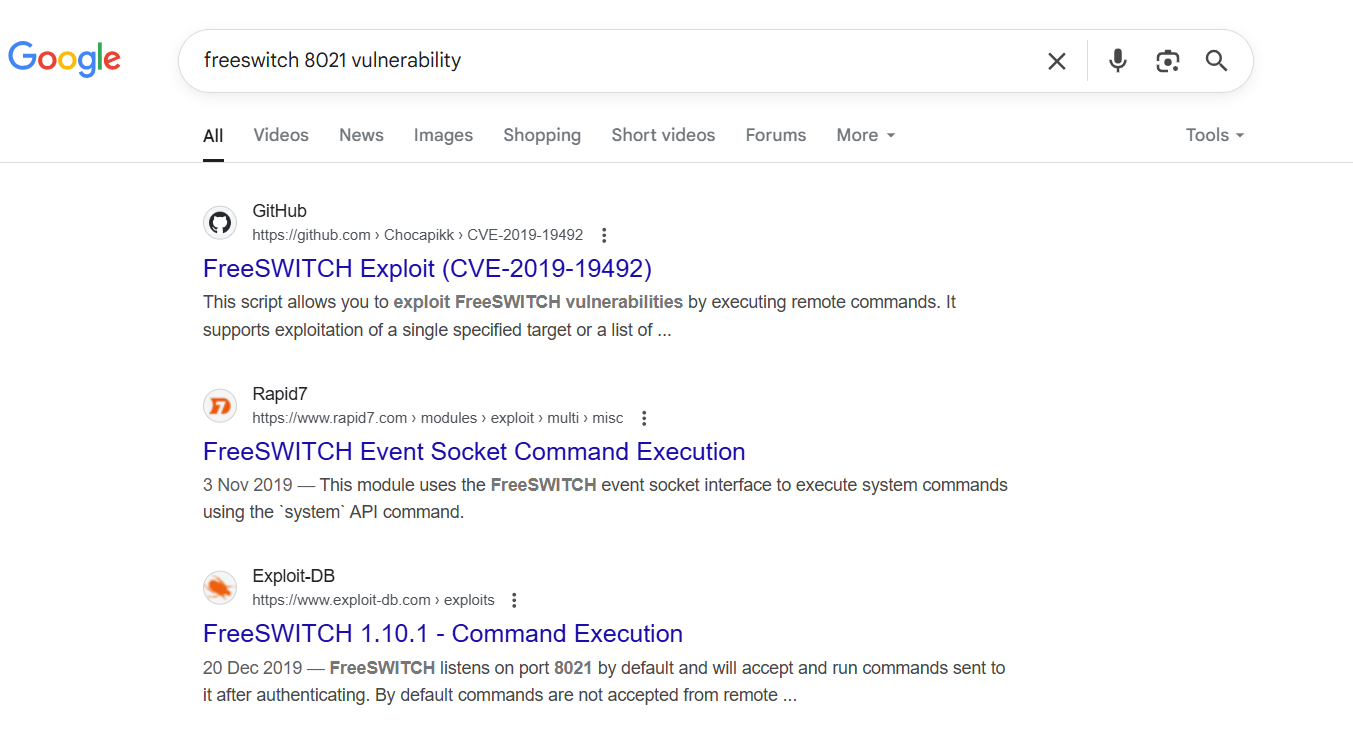 Google
freeswitch 8021 vulnerability
All Videos News Images Shopping Short videos Forums More Tools
GitHub
https://github.com › Chocapikk › CVE-2019-19492
FreeSWITCH Exploit (CVE-2019-19492)
This script allows you to exploit FreeSWITCH vulnerabilities by executing remote commands. It
supports exploitation of a single specified target or a list of ...
Rapid7
https://www.rapid7.com › modules › exploit › multi › misc
FreeSWITCH Event Socket Command Execution
3 Nov 2019 — This module uses the FreeSWITCH event socket interface to execute system commands
using the `system` API command.
Exploit-DB
https://www.exploit-db.com › exploits
FreeSWITCH 1.10.1 - Command Execution
20 Dec 2019 — FreeSWITCH listens on port 8021 by default and will accept and run commands sent to
it after authenticating. By default commands are not accepted from remote ...